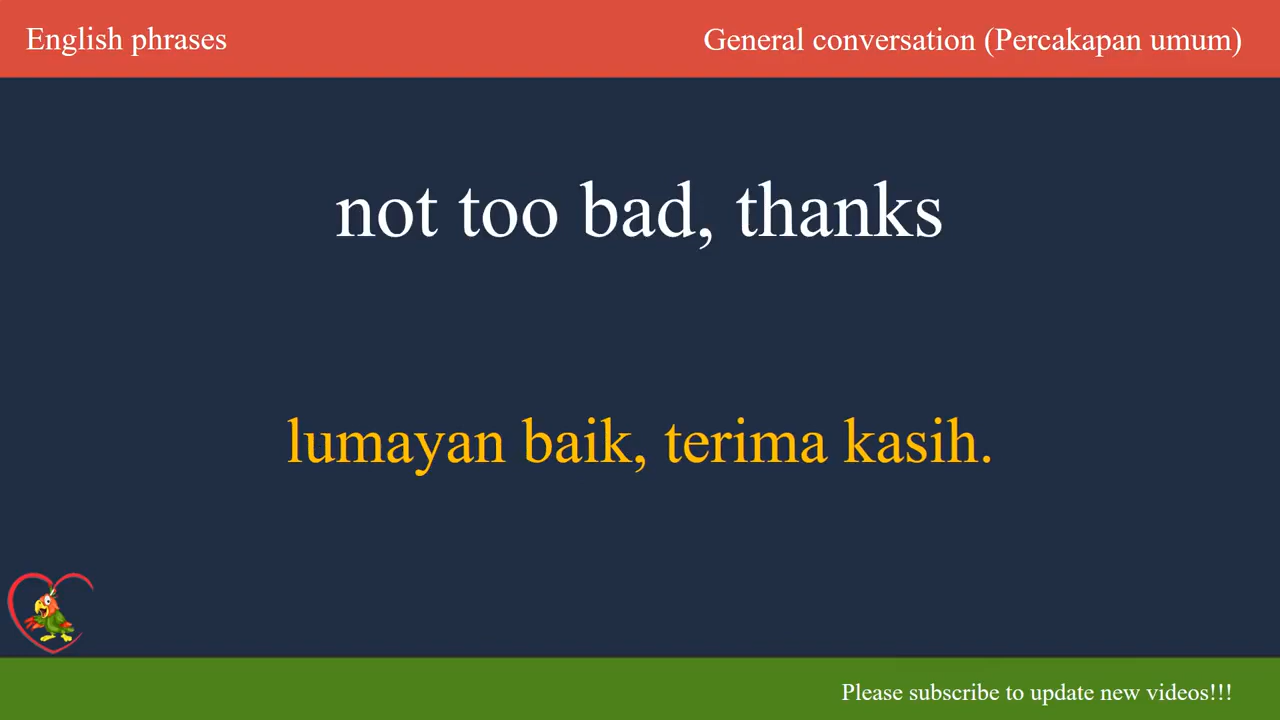 English phrases
General conversation (Percakapan umum)
not too bad, thanks
lumayan baik, terima kasih.
Please subscribe to update new videos!!!